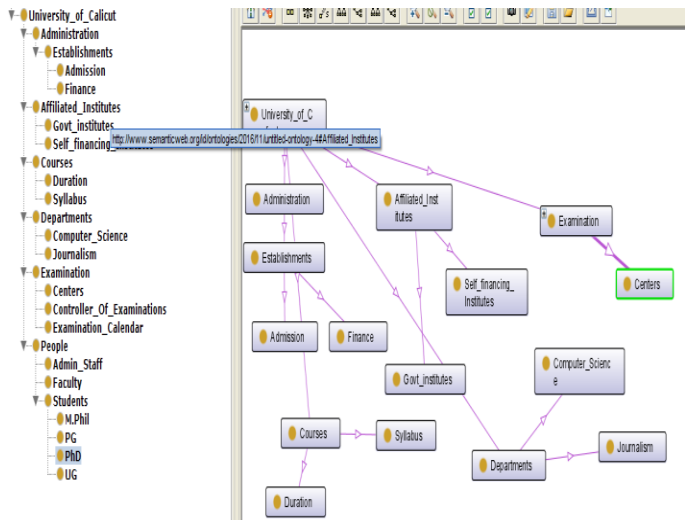 University_of_Calicut
Administration
Establishments
Admission
Finance
Affiliated_Institutes
Govt_institutes
http://www.semanticweb.org/ld/ontologies/2016/11/untitled-ontology-4#Affiliated_Institutes
Self_financing_
Courses
Duration
Syllabus
Departments
Computer_Science
Journalism
Examination
Centers
Controller_Of_Examinations
Examination_Calendar
People
Admin_Staff
Faculty
Students
M.Phil
PG
PhD
UG
University_of_C
Administration
Affiliated_Inst
itutes
Examination
Establishments
Self_financing_
Institutes
Centers
Admission
Finance
Govt_institutes
Computer_Scienc
e
Courses
Syllabus
Departments
Journalism
Duration